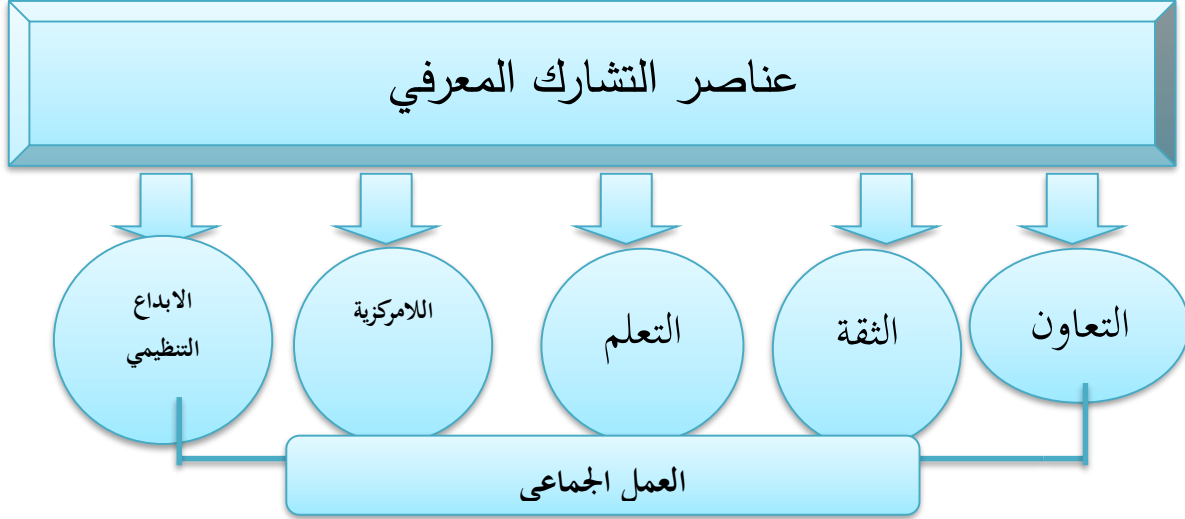 عناصر التشارك المعرفي
التعاون
الثقة
التعلم
اللامركزية
الابداع
التنظيمي
العمل الجماعي